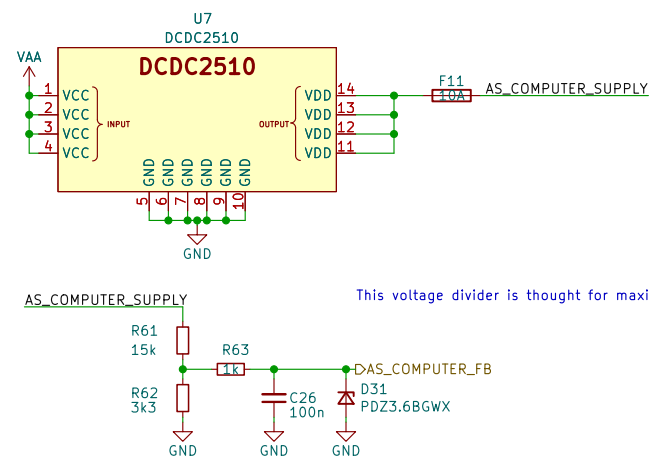 U7
DCDC2510
DCDC2510
VAA
1 VCC
2 VCC
3 VCC
4 VCC
INPUT
OUTPUT
VDD 14
VDD 13
VDD 12
VDD 11
GND GND GND GND GND GND
5 6 7 8 9 10
GND
F11
10A
AS_COMPUTER_SUPPLY
This voltage divider is thought for maxi
AS_COMPUTER_SUPPLY
R61
15k
R63
1k
AS_COMPUTER_FB
R62
3k3
C26
100n
D31
PDZ3.6BGWX
GND
GND
GND